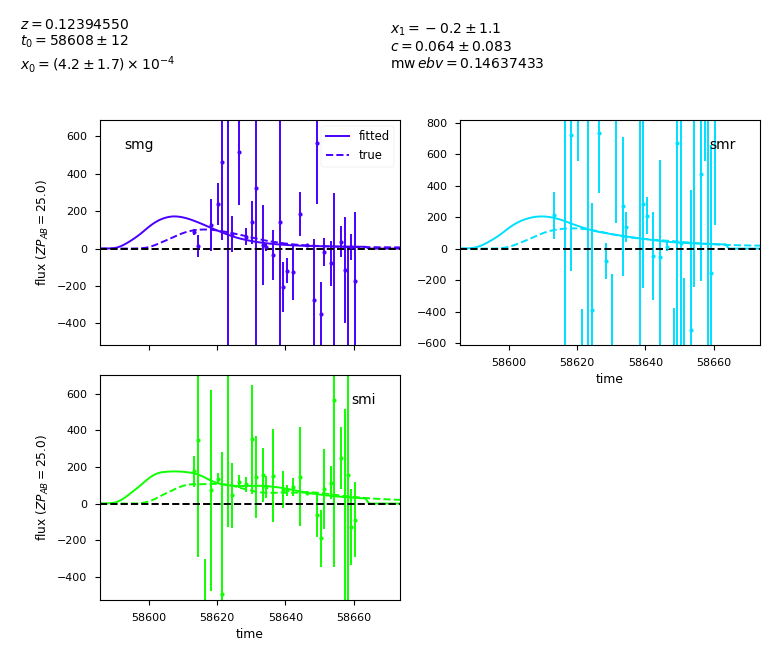 z = 0.12394550
t₀ = 58608 ± 12
x₀ = (4.2 ± 1.7) × 10⁻⁴
x₁ = −0.2 ± 1.1
c = 0.064 ± 0.083
mw ebv = 0.14637433
smg
fitted
true
600
400
200
0
−200
−400
flux (ZP_AB = 25.0)
smr
800
600
400
200
0
−200
−400
−600
58600 58620 58640 58660
time
smi
600
400
200
0
−200
−400
flux (ZP_AB = 25.0)
58600 58620 58640 58660
time